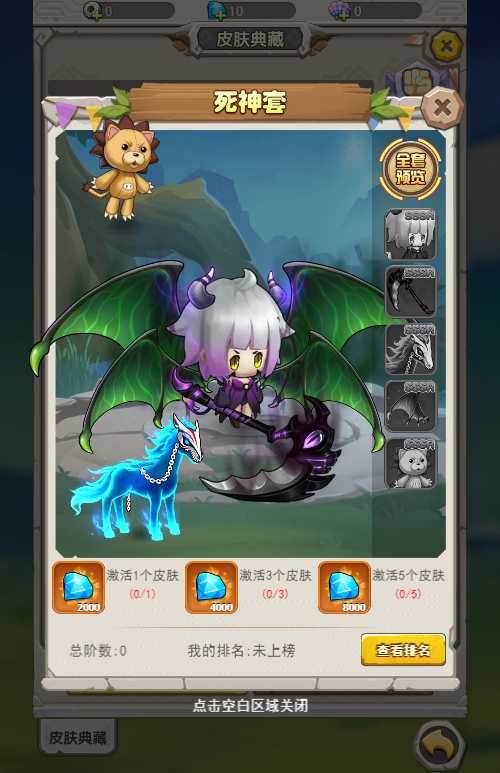 0
10
0
皮肤典藏
死神套
全套
预览
SSSR
SSSR
SSSR
SSSR
SSSR
2000
激活1个皮肤
(0/1)
4000
激活3个皮肤
(0/3)
8000
激活5个皮肤
(0/5)
总阶数:0
我的排名:未上榜
查看排名
点击空白区域关闭
皮肤典藏